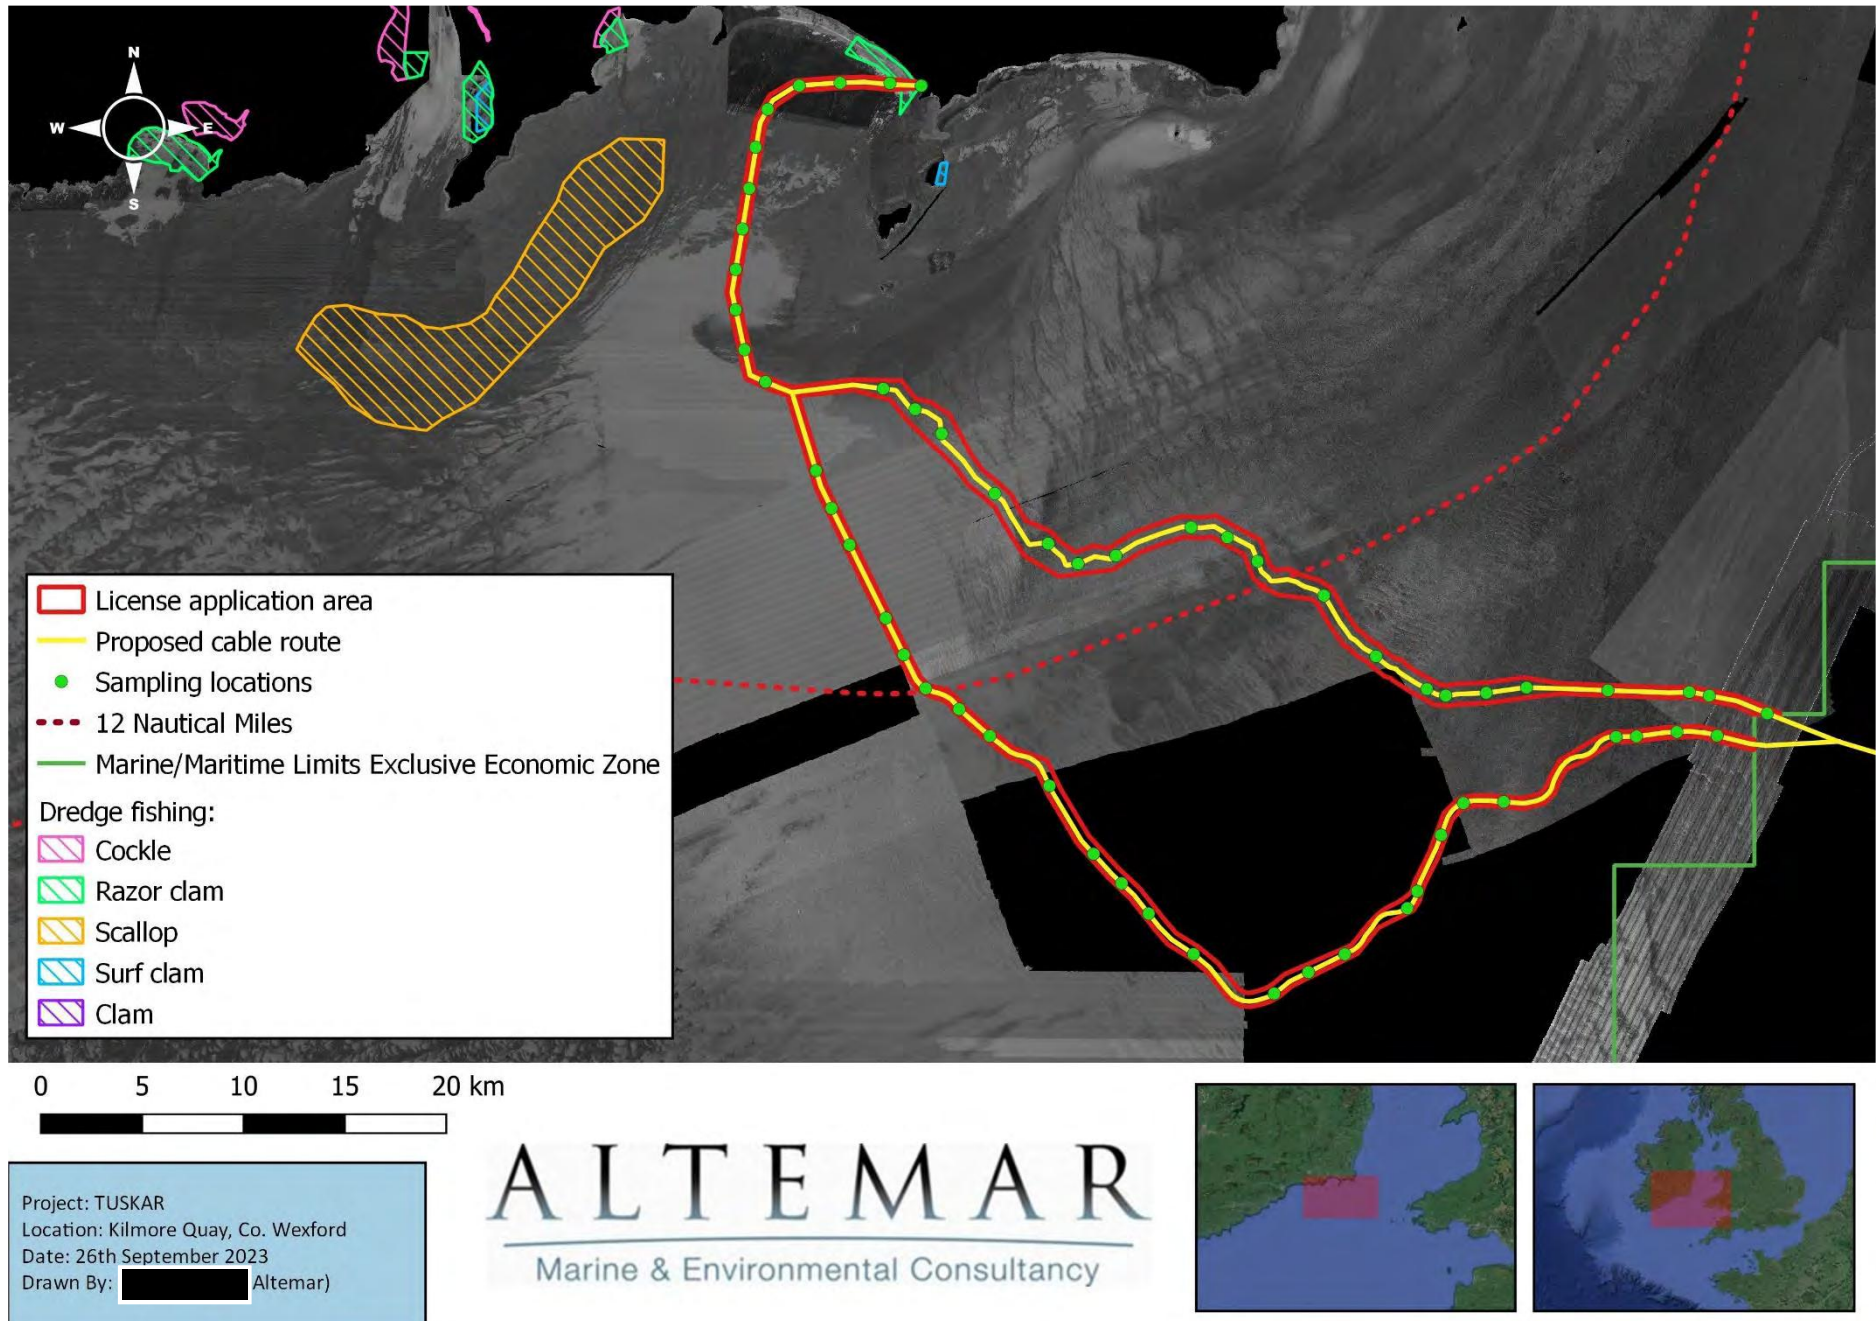 N
W
E
S
License application area
Proposed cable route
Sampling locations
12 Nautical Miles
Marine/Maritime Limits Exclusive Economic Zone
Dredge fishing:
Cockle
Razor clam
Scallop
Surf clam
Clam
0 5 10 15 20 km
Project: TUSKAR
Location: Kilmore Quay, Co. Wexford
Date: 26th September 2023
Drawn By: Altemar)
ALTEMAR
Marine & Environmental Consultancy